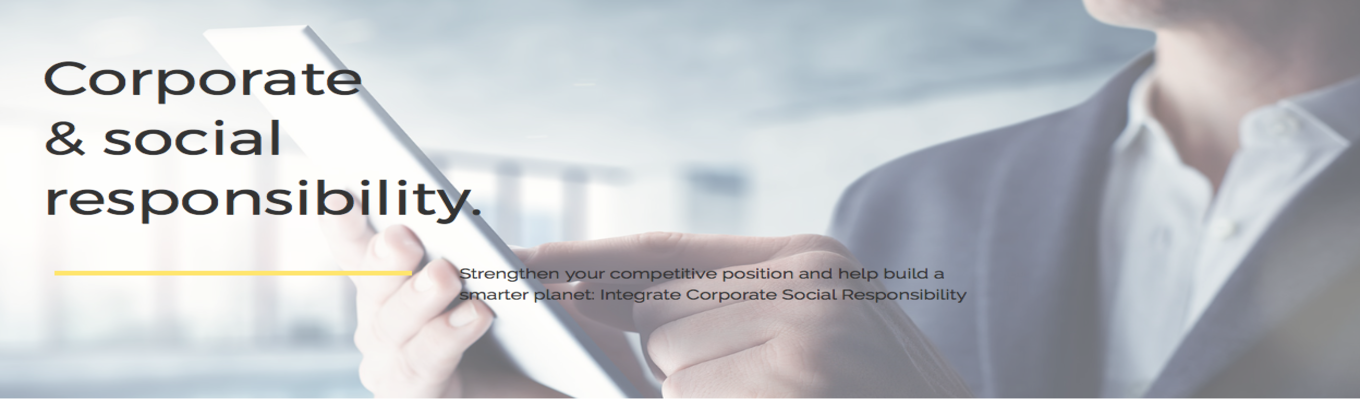 Corporate
& social
responsibility.
Strengthen your competitive position and help build a
smarter planet: Integrate Corporate Social Responsibility